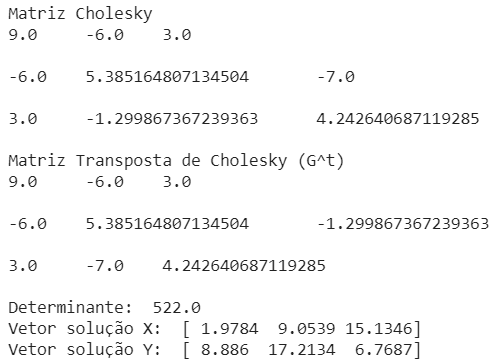 Matriz Cholesky
9.0 -6.0 3.0
-6.0 5.385164807134504 -7.0
3.0 -1.299867367239363 4.242640687119285
Matriz Transposta de Cholesky (G^t)
9.0 -6.0 3.0
-6.0 5.385164807134504 -1.299867367239363
3.0 -7.0 4.242640687119285
Determinante:  522.0
Vetor solução X:  [ 1.9784  9.0539 15.1346]
Vetor solução Y:  [ 8.886  17.2134  6.7687]